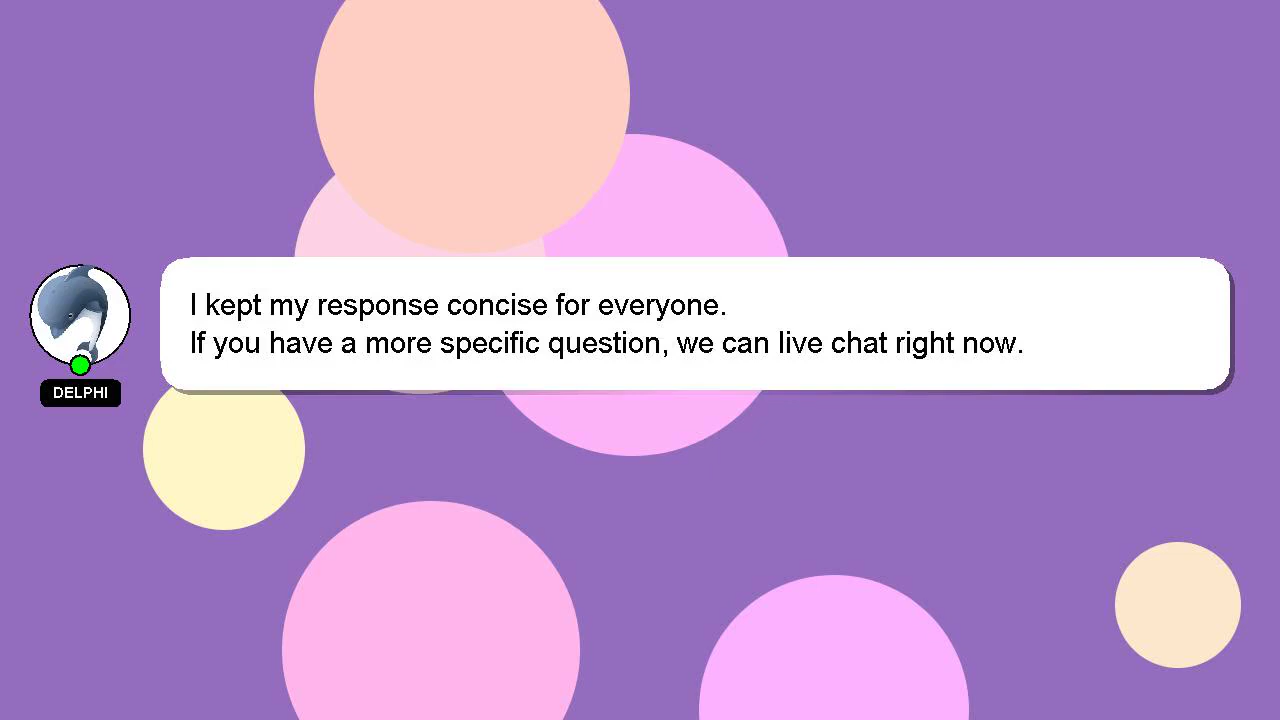 I kept my response concise for everyone.
If you have a more specific question, we can live chat right now.
DELPHI